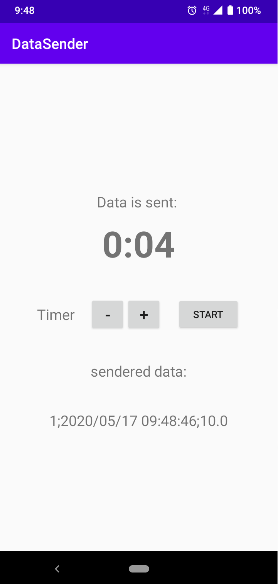 9:48 4G 100%
DataSender
Data is sent:
0:04
Timer - + START
sendered data:
1;2020/05/17 09:48:46;10.0